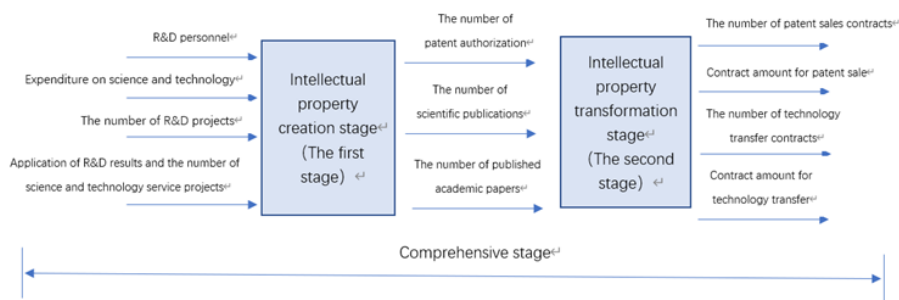 R&D personnel↵
Expenditure on science and technology↵
The number of R&D projects↵
Application of R&D results and the number of
science and technology service projects↵
Intellectual
property
creation stage↵
（The first
stage）↵
The number of
patent authorization↵
The number of
scientific publications↵
The number of published
academic papers↵
Intellectual
property
transformation
stage↵
（The second
stage）↵
The number of patent sales contracts↵
Contract amount for patent sale↵
The number of technology
transfer contracts↵
Contract amount for
technology transfer↵
Comprehensive stage↵